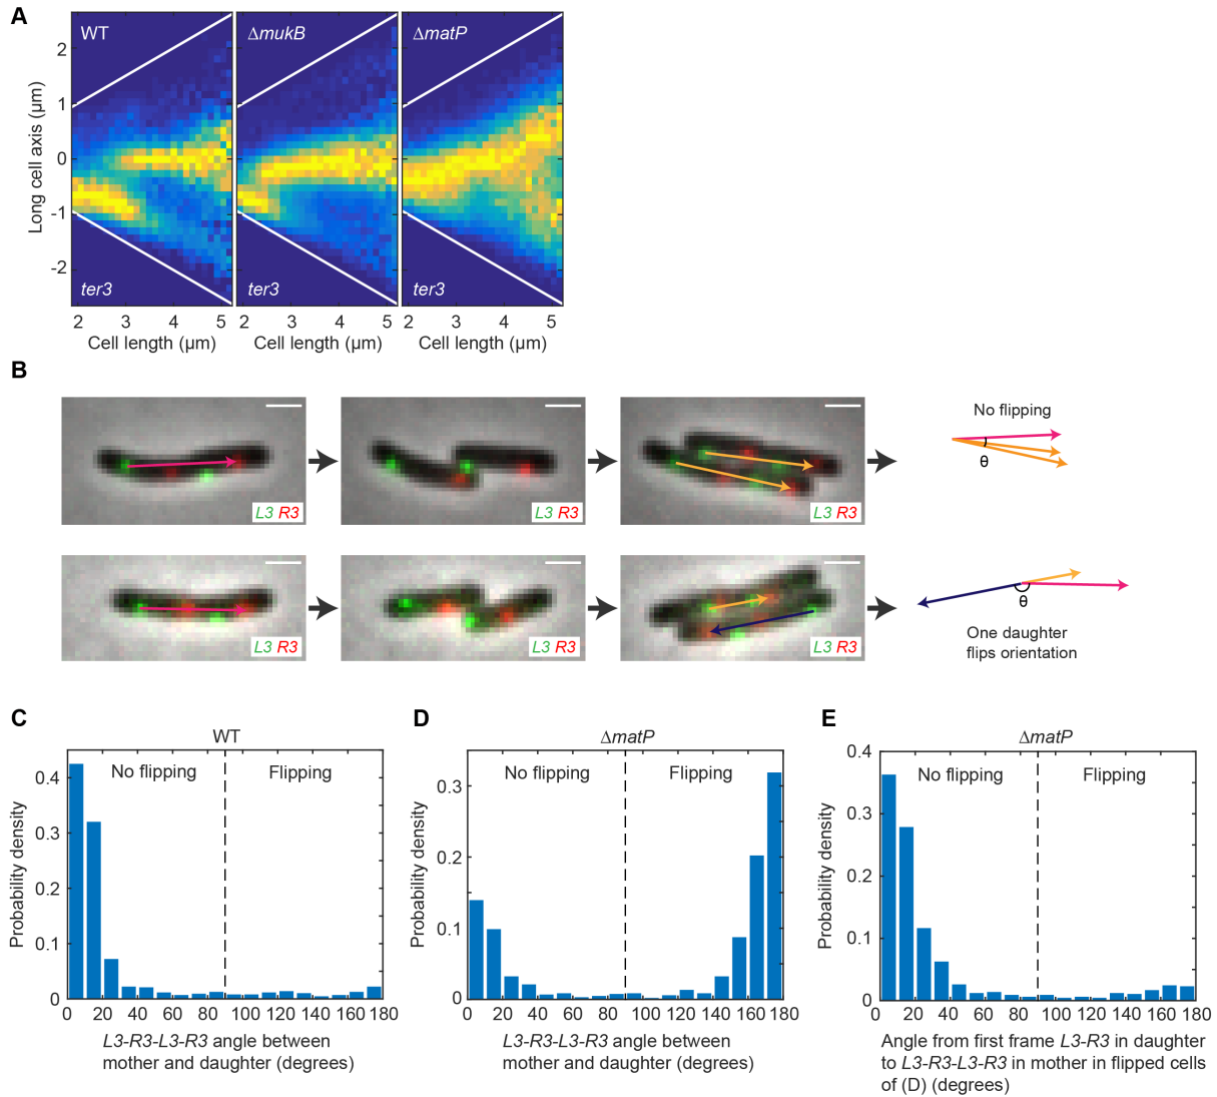 A
WT
ΔmukB
ΔmatP
Long cell axis (μm)
2
1
0
-1
-2
ter3
ter3
ter3
2 3 4 5
2 3 4 5
2 3 4 5
Cell length (μm)
Cell length (μm)
Cell length (μm)
B
L3 R3
L3 R3
L3 R3
No flipping
θ
L3 R3
L3 R3
L3 R3
θ
One daughter
flips orientation
C
WT
Probability density
0.4
0.3
0.2
0.1
0
No flipping
Flipping
0 20 40 60 80 100 120 140 160 180
L3-R3-L3-R3 angle between
mother and daughter (degrees)
D
ΔmatP
Probability density
0.3
0.2
0.1
0
No flipping
Flipping
0 20 40 60 80 100 120 140 160 180
L3-R3-L3-R3 angle between
mother and daughter (degrees)
E
ΔmatP
Probability density
0.4
0.3
0.2
0.1
0
No flipping
Flipping
0 20 40 60 80 100 120 140 160 180
Angle from first frame L3-R3 in daughter
to L3-R3-L3-R3 in mother in flipped cells
of (D) (degrees)